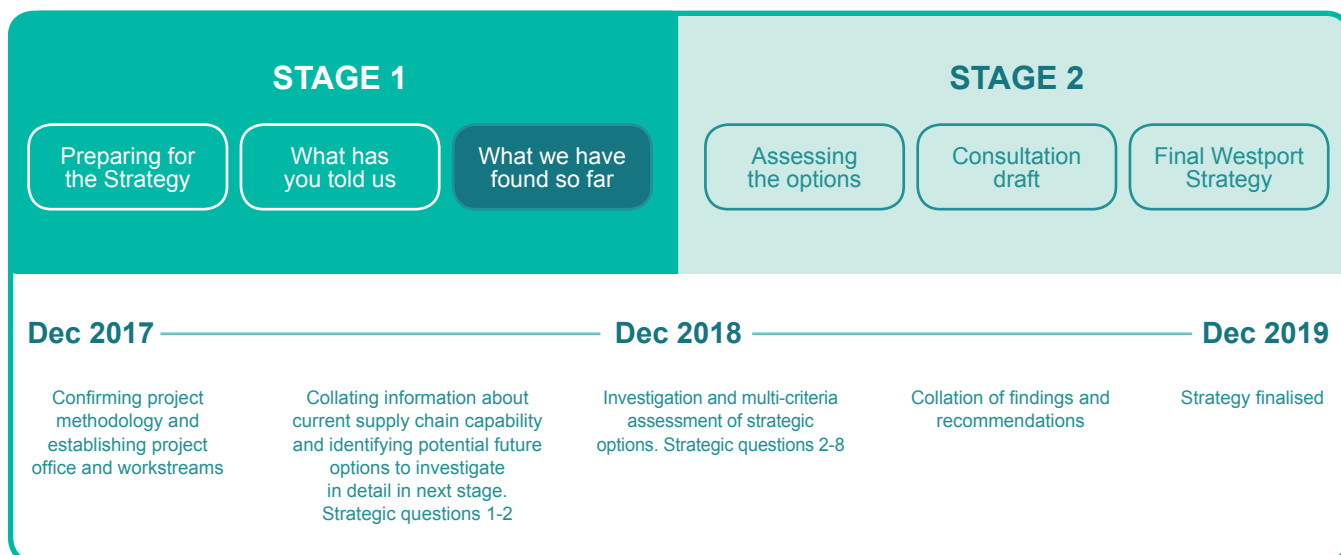 STAGE 1
Preparing for
the Strategy
What has
you told us
What we have
found so far
STAGE 2
Assessing
the options
Consultation
draft
Final Westport
Strategy
Dec 2017
Dec 2018
Dec 2019
Confirming project
methodology and
establishing project
office and workstreams
Collating information about
current supply chain capability
and identifying potential future
options to investigate
in detail in next stage.
Strategic questions 1-2
Investigation and multi-criteria
assessment of strategic
options. Strategic questions 2-8
Collation of findings and
recommendations
Strategy finalised